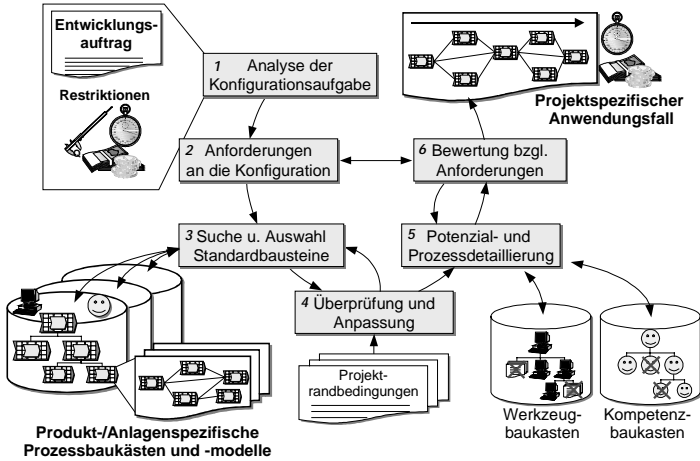 Entwicklungs-
auftrag
Restriktionen
1 Analyse der
Konfigurationsaufgabe
2 Anforderungen
an die Konfiguration
3 Suche u. Auswahl
Standardbausteine
4 Überprüfung und
Anpassung
5 Potenzial- und
Prozessdetaillierung
6 Bewertung bzgl.
Anforderungen
Projektspezifischer
Anwendungsfall
Projekt-
randbedingungen
Werkzeug-
baukasten
Kompetenz-
baukasten
Produkt-/Anlagenspezifische
Prozessbaukästen und -modelle